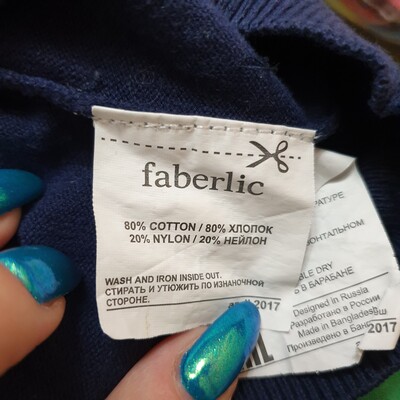 faberlic
80% COTTON / 80% ХЛОПОК
20% NYLON / 20% НЕЙЛОН
WASH AND IRON INSIDE OUT.
СТИРАТЬ И УТЮЖИТЬ ПО ИЗНАНОЧНОЙ
СТОРОНЕ.
2017
РАТУРЕ
ОНТАЛЬНОМ
BLE DRY
Ь В БАРАБАНЕ
Designed in Russia
Разработано в России
Made in Bangladesh
Произведено в
2017